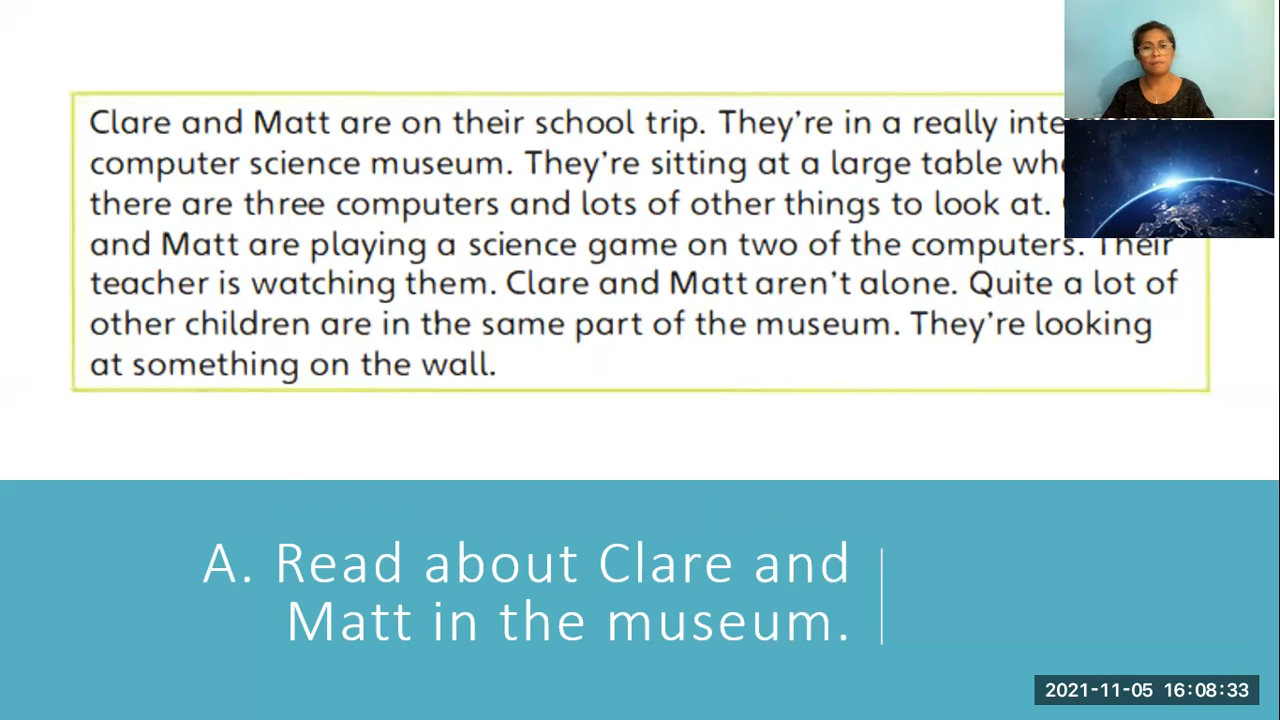 Clare and Matt are on their school trip. They're in a really
computer science museum. They're sitting at a large table
there are three computers and lots of other things to look at.
and Matt are playing a science game on two of the computers. Their
teacher is watching them. Clare and Matt aren't alone. Quite a lot of
other children are in the same part of the museum. They're looking
at something on the wall.
A. Read about Clare and
Matt in the museum.
2021-11-05 16:08:33